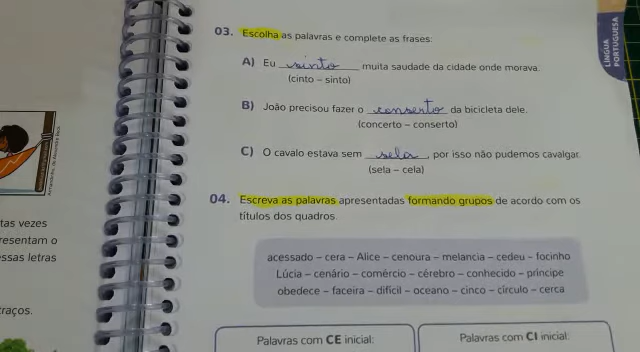 LÍNGUA
PORTUGUESA
03. Escolha as palavras e complete as frases:
A) Eu sinto muita saudade da cidade onde morava.
(cinto – sinto)
B) João precisou fazer o conserto da bicicleta dele.
(concerto – conserto)
C) O cavalo estava sem sela, por isso não pudemos cavalgar.
(sela – cela)
04. Escreva as palavras apresentadas formando grupos de acordo com os
títulos dos quadros.
acessado – cera – Alice – cenoura – melancia – cedeu – focinho
Lúcia – cenário – comércio – cérebro – conhecido – príncipe
obedece – faceira – difícil – oceano – cinco – círculo – cerca
Palavras com CE inicial:
Palavras com CI inicial:
tas vezes
resentam o
ssas letras
traços.